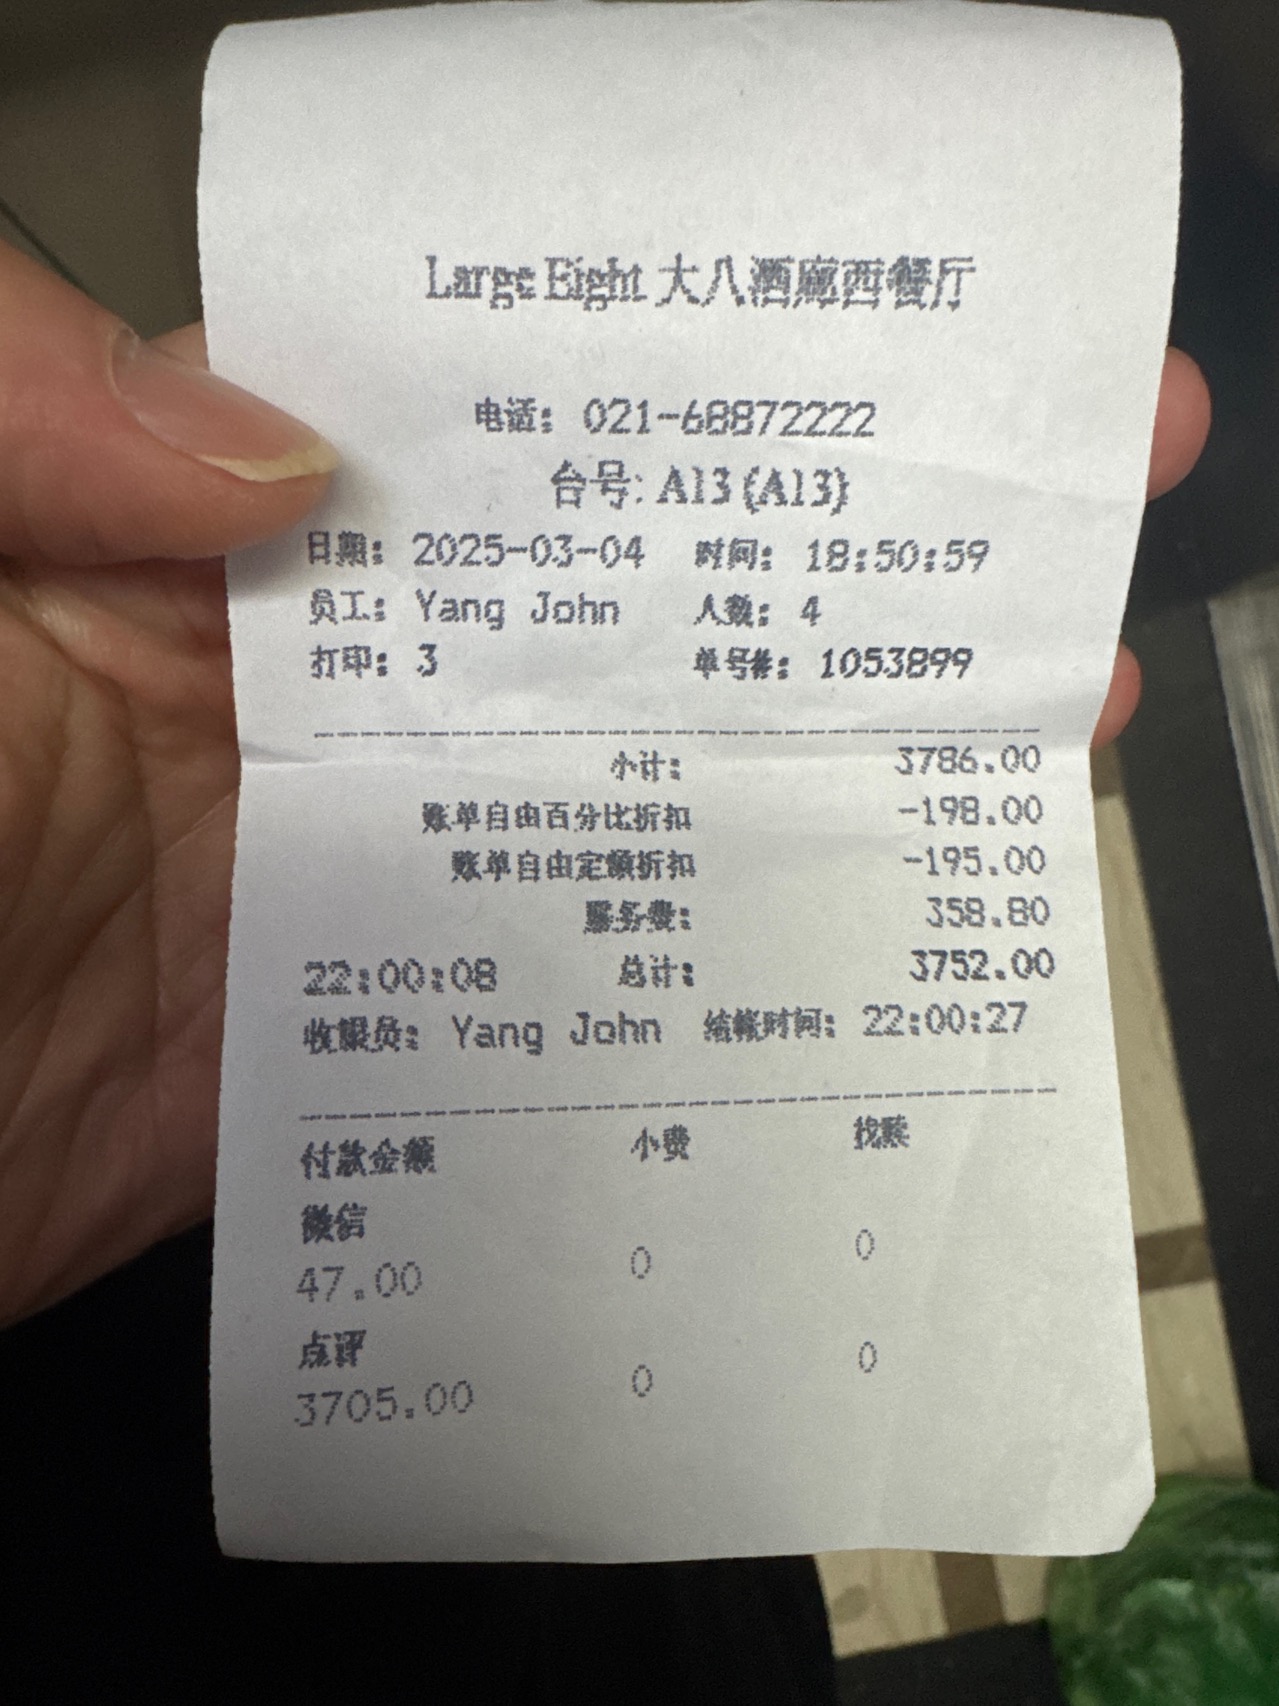 Large Eight 大八酒廊西餐厅
电话: 021-68872222
台号: A13 (A13)
日期: 2025-03-04 时间: 18:50:59
员工: Yang John 人数: 4
打印: 3 单号#: 1053899
小计: 3786.00
账单自由百分比折扣 -198.00
账单自由定额折扣 -195.00
服务费: 358.80
22:00:08 总计: 3752.00
收银员: Yang John 结帐时间: 22:00:27
付款金额 小费 找赎
微信
47.00 0 0
点评
3705.00 0 0